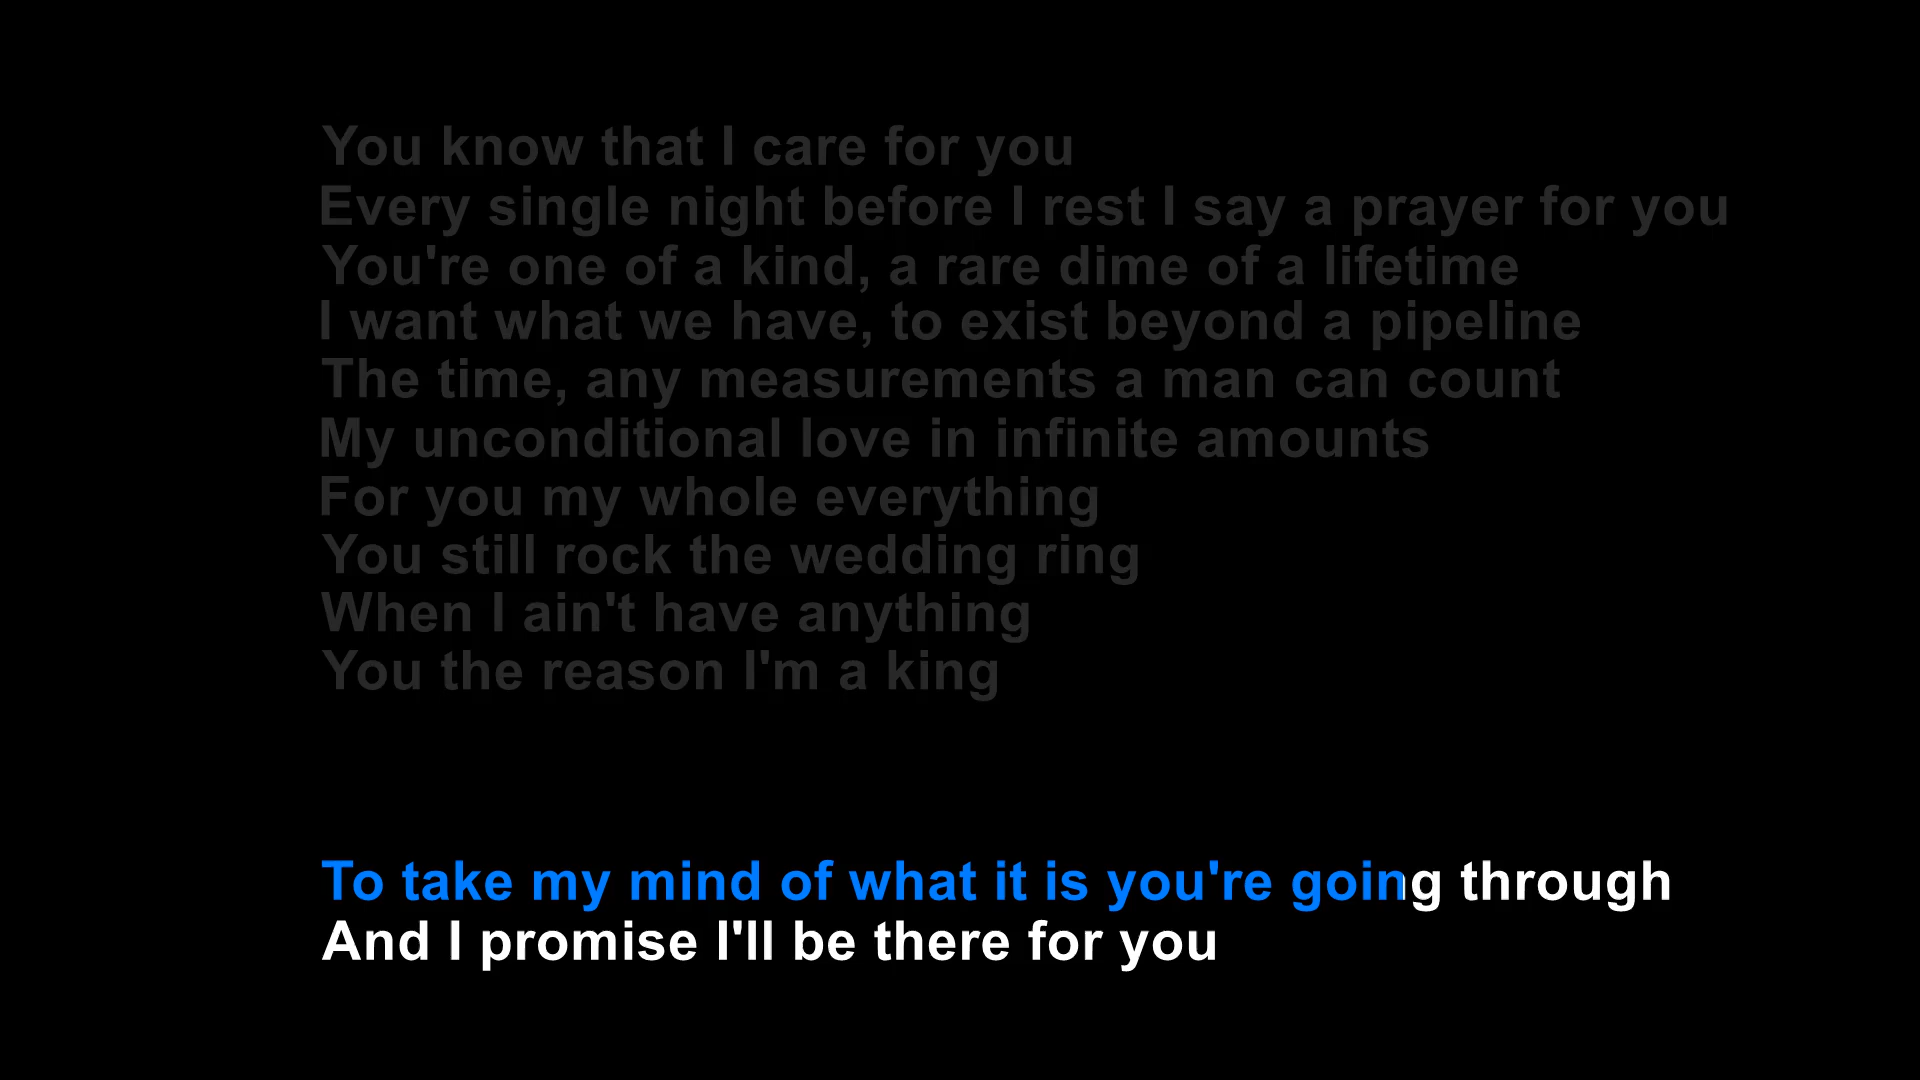 You know that I care for you
Every single night before I rest I say a prayer for you
You're one of a kind, a rare dime of a lifetime
I want what we have, to exist beyond a pipeline
The time, any measurements a man can count
My unconditional love in infinite amounts
For you my whole everything
You still rock the wedding ring
When I ain't have anything
You the reason I'm a king
To take my mind of what it is you're going through
And I promise I'll be there for you